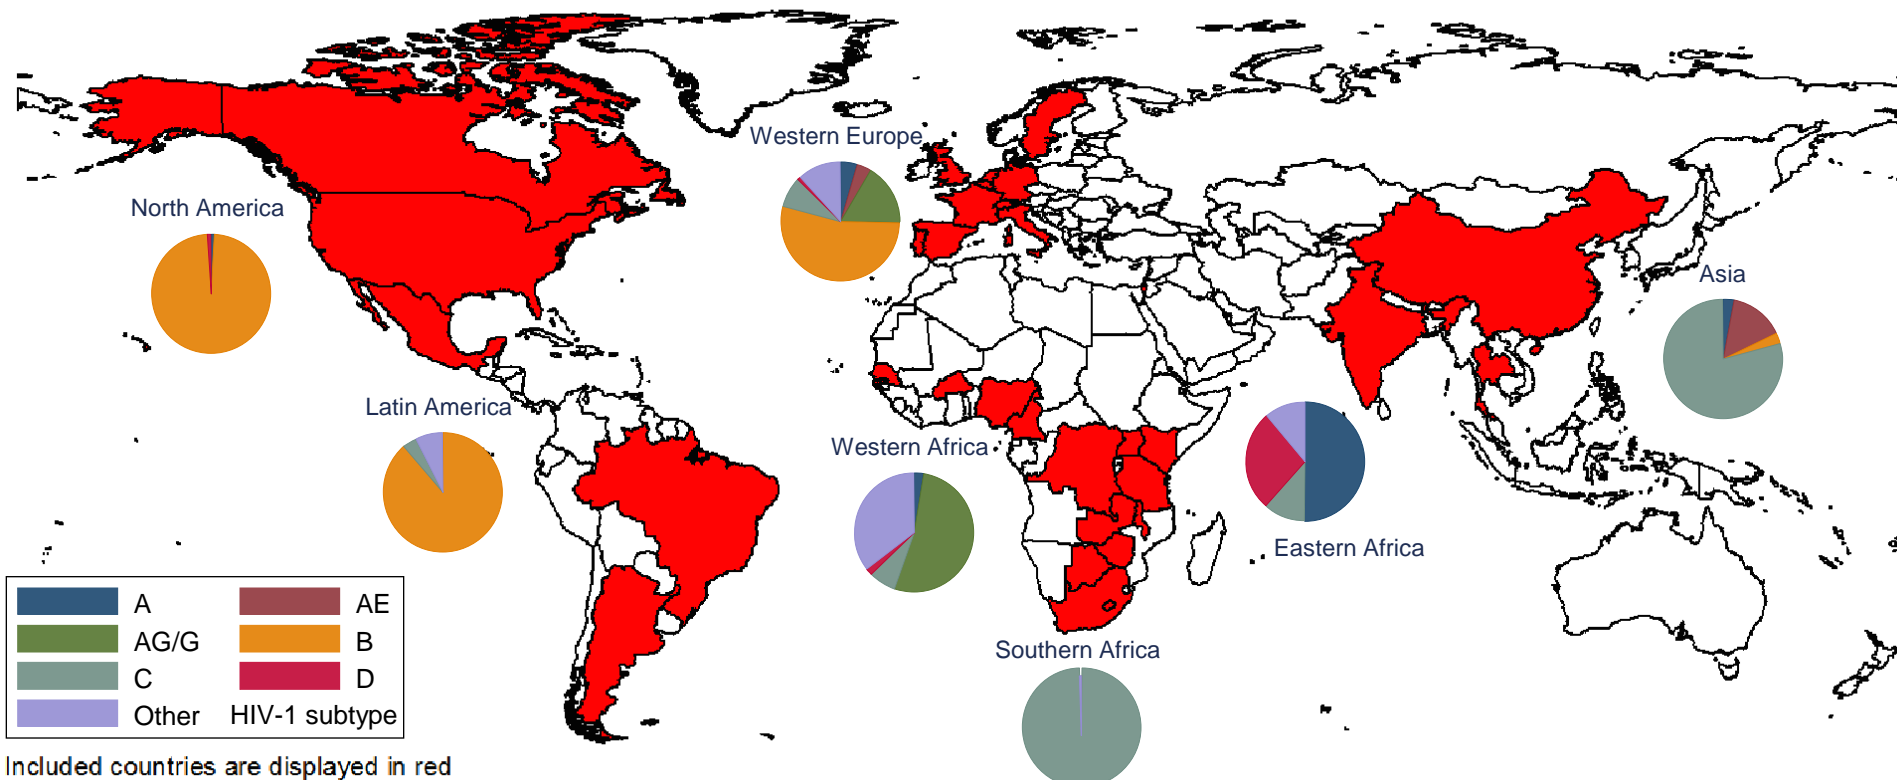 Western Europe
North America
Asia
Latin America
Western Africa
Eastern Africa
Southern Africa
A
AE
AG/G
B
C
D
Other
HIV-1 subtype
Included countries are displayed in red